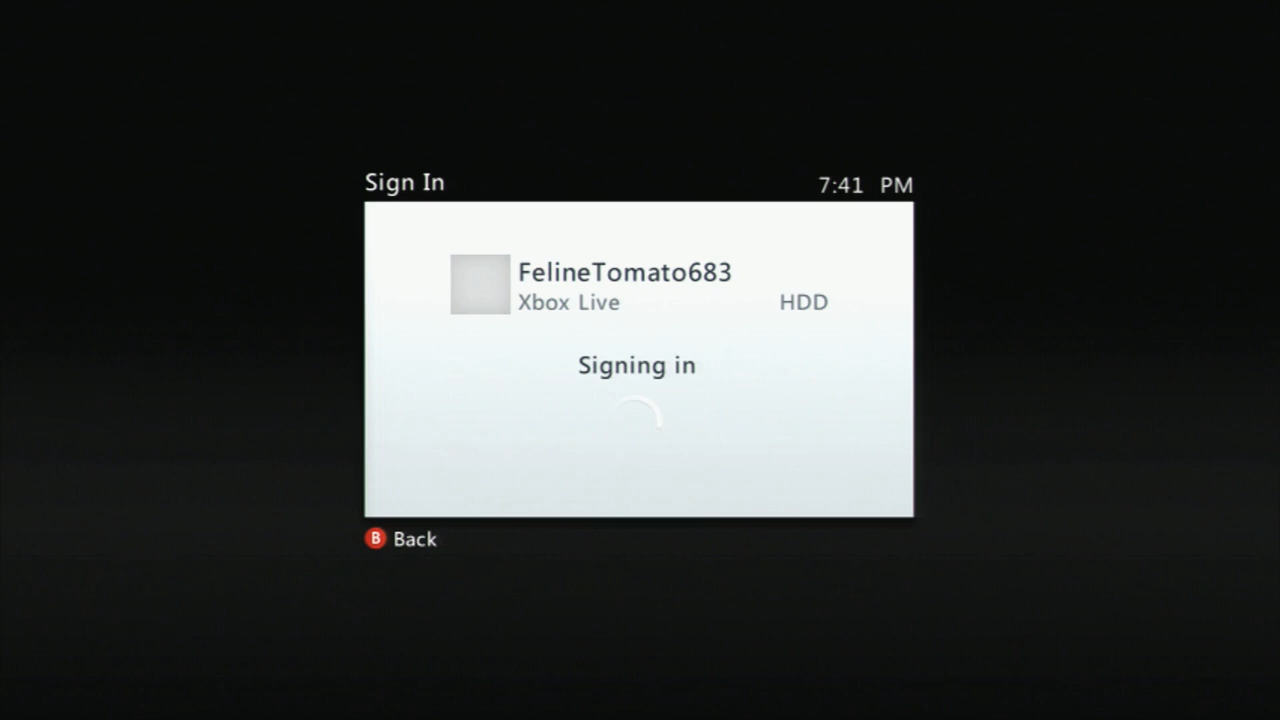 Sign In 7:41 PM
FelineTomato683
Xbox Live HDD
Signing in
B Back